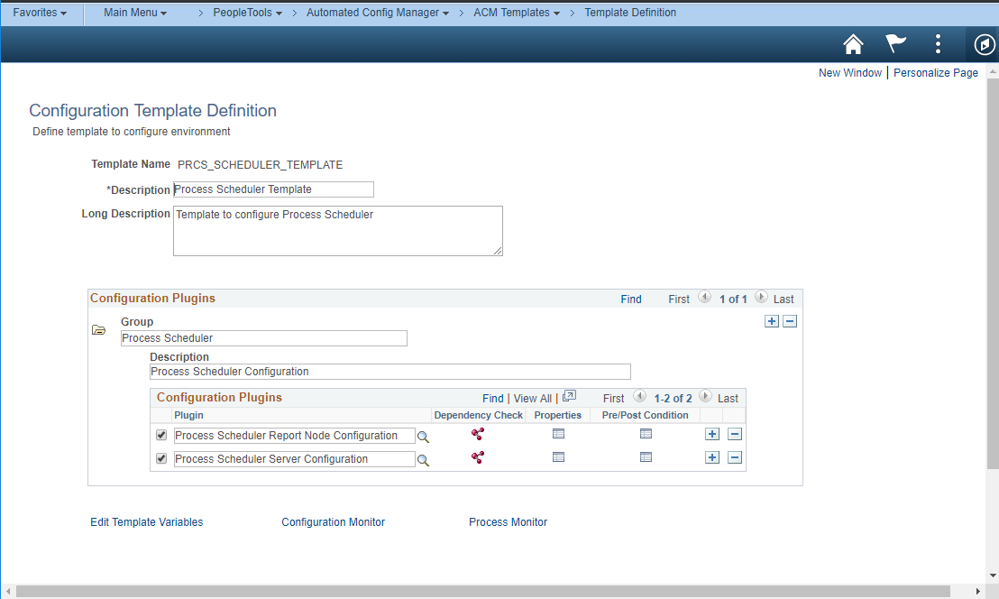 Favorites Main Menu > PeopleTools > Automated Config Manager > ACM Templates > Template Definition
New Window | Personalize Page
Configuration Template Definition
Define template to configure environment
Template Name PRCS_SCHEDULER_TEMPLATE
*Description Process Scheduler Template
Long Description Template to configure Process Scheduler
Configuration Plugins Find First 1 of 1 Last
Group
Process Scheduler
Description
Process Scheduler Configuration
Configuration Plugins Find | View All | First 1-2 of 2 Last
Plugin Dependency Check Properties Pre/Post Condition
Process Scheduler Report Node Configuration
Process Scheduler Server Configuration
Edit Template Variables Configuration Monitor Process Monitor